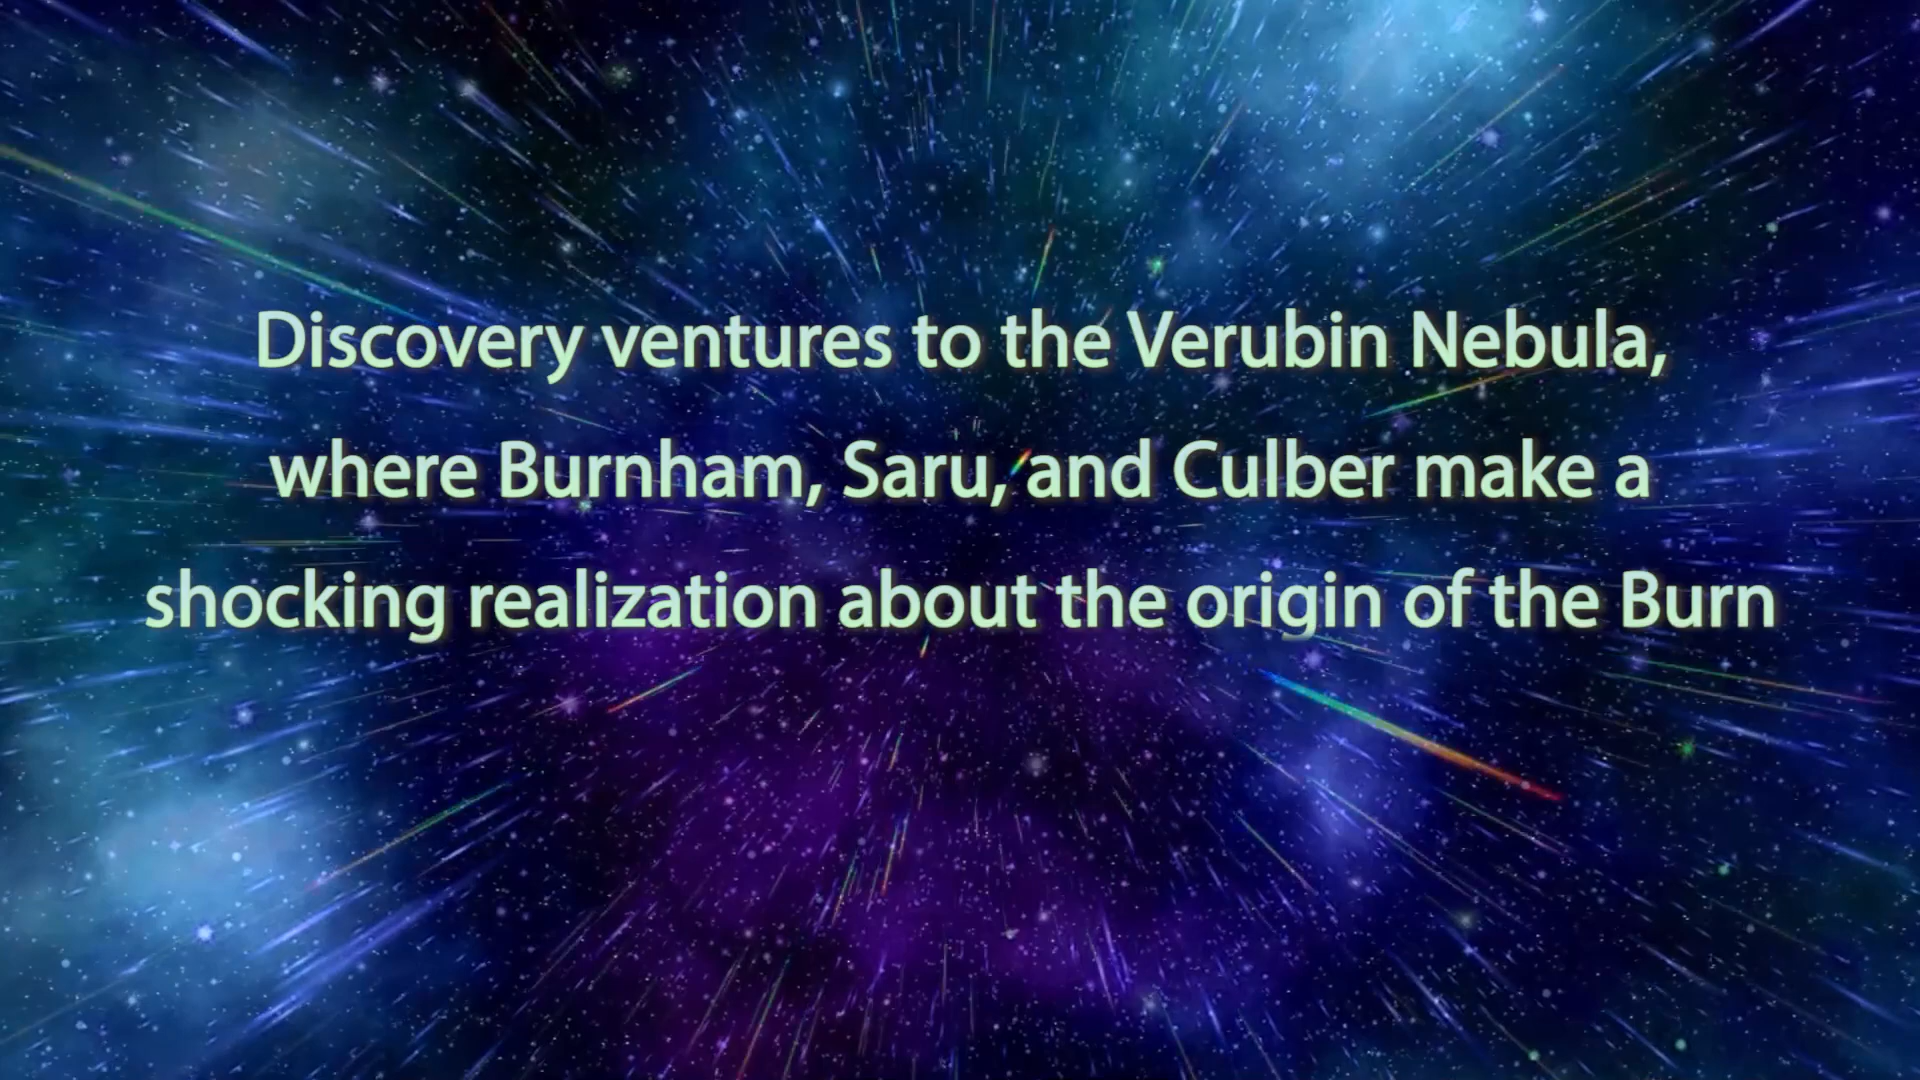 Discovery ventures to the Verubin Nebula,
where Burnham, Saru, and Culber make a
shocking realization about the origin of the Burn